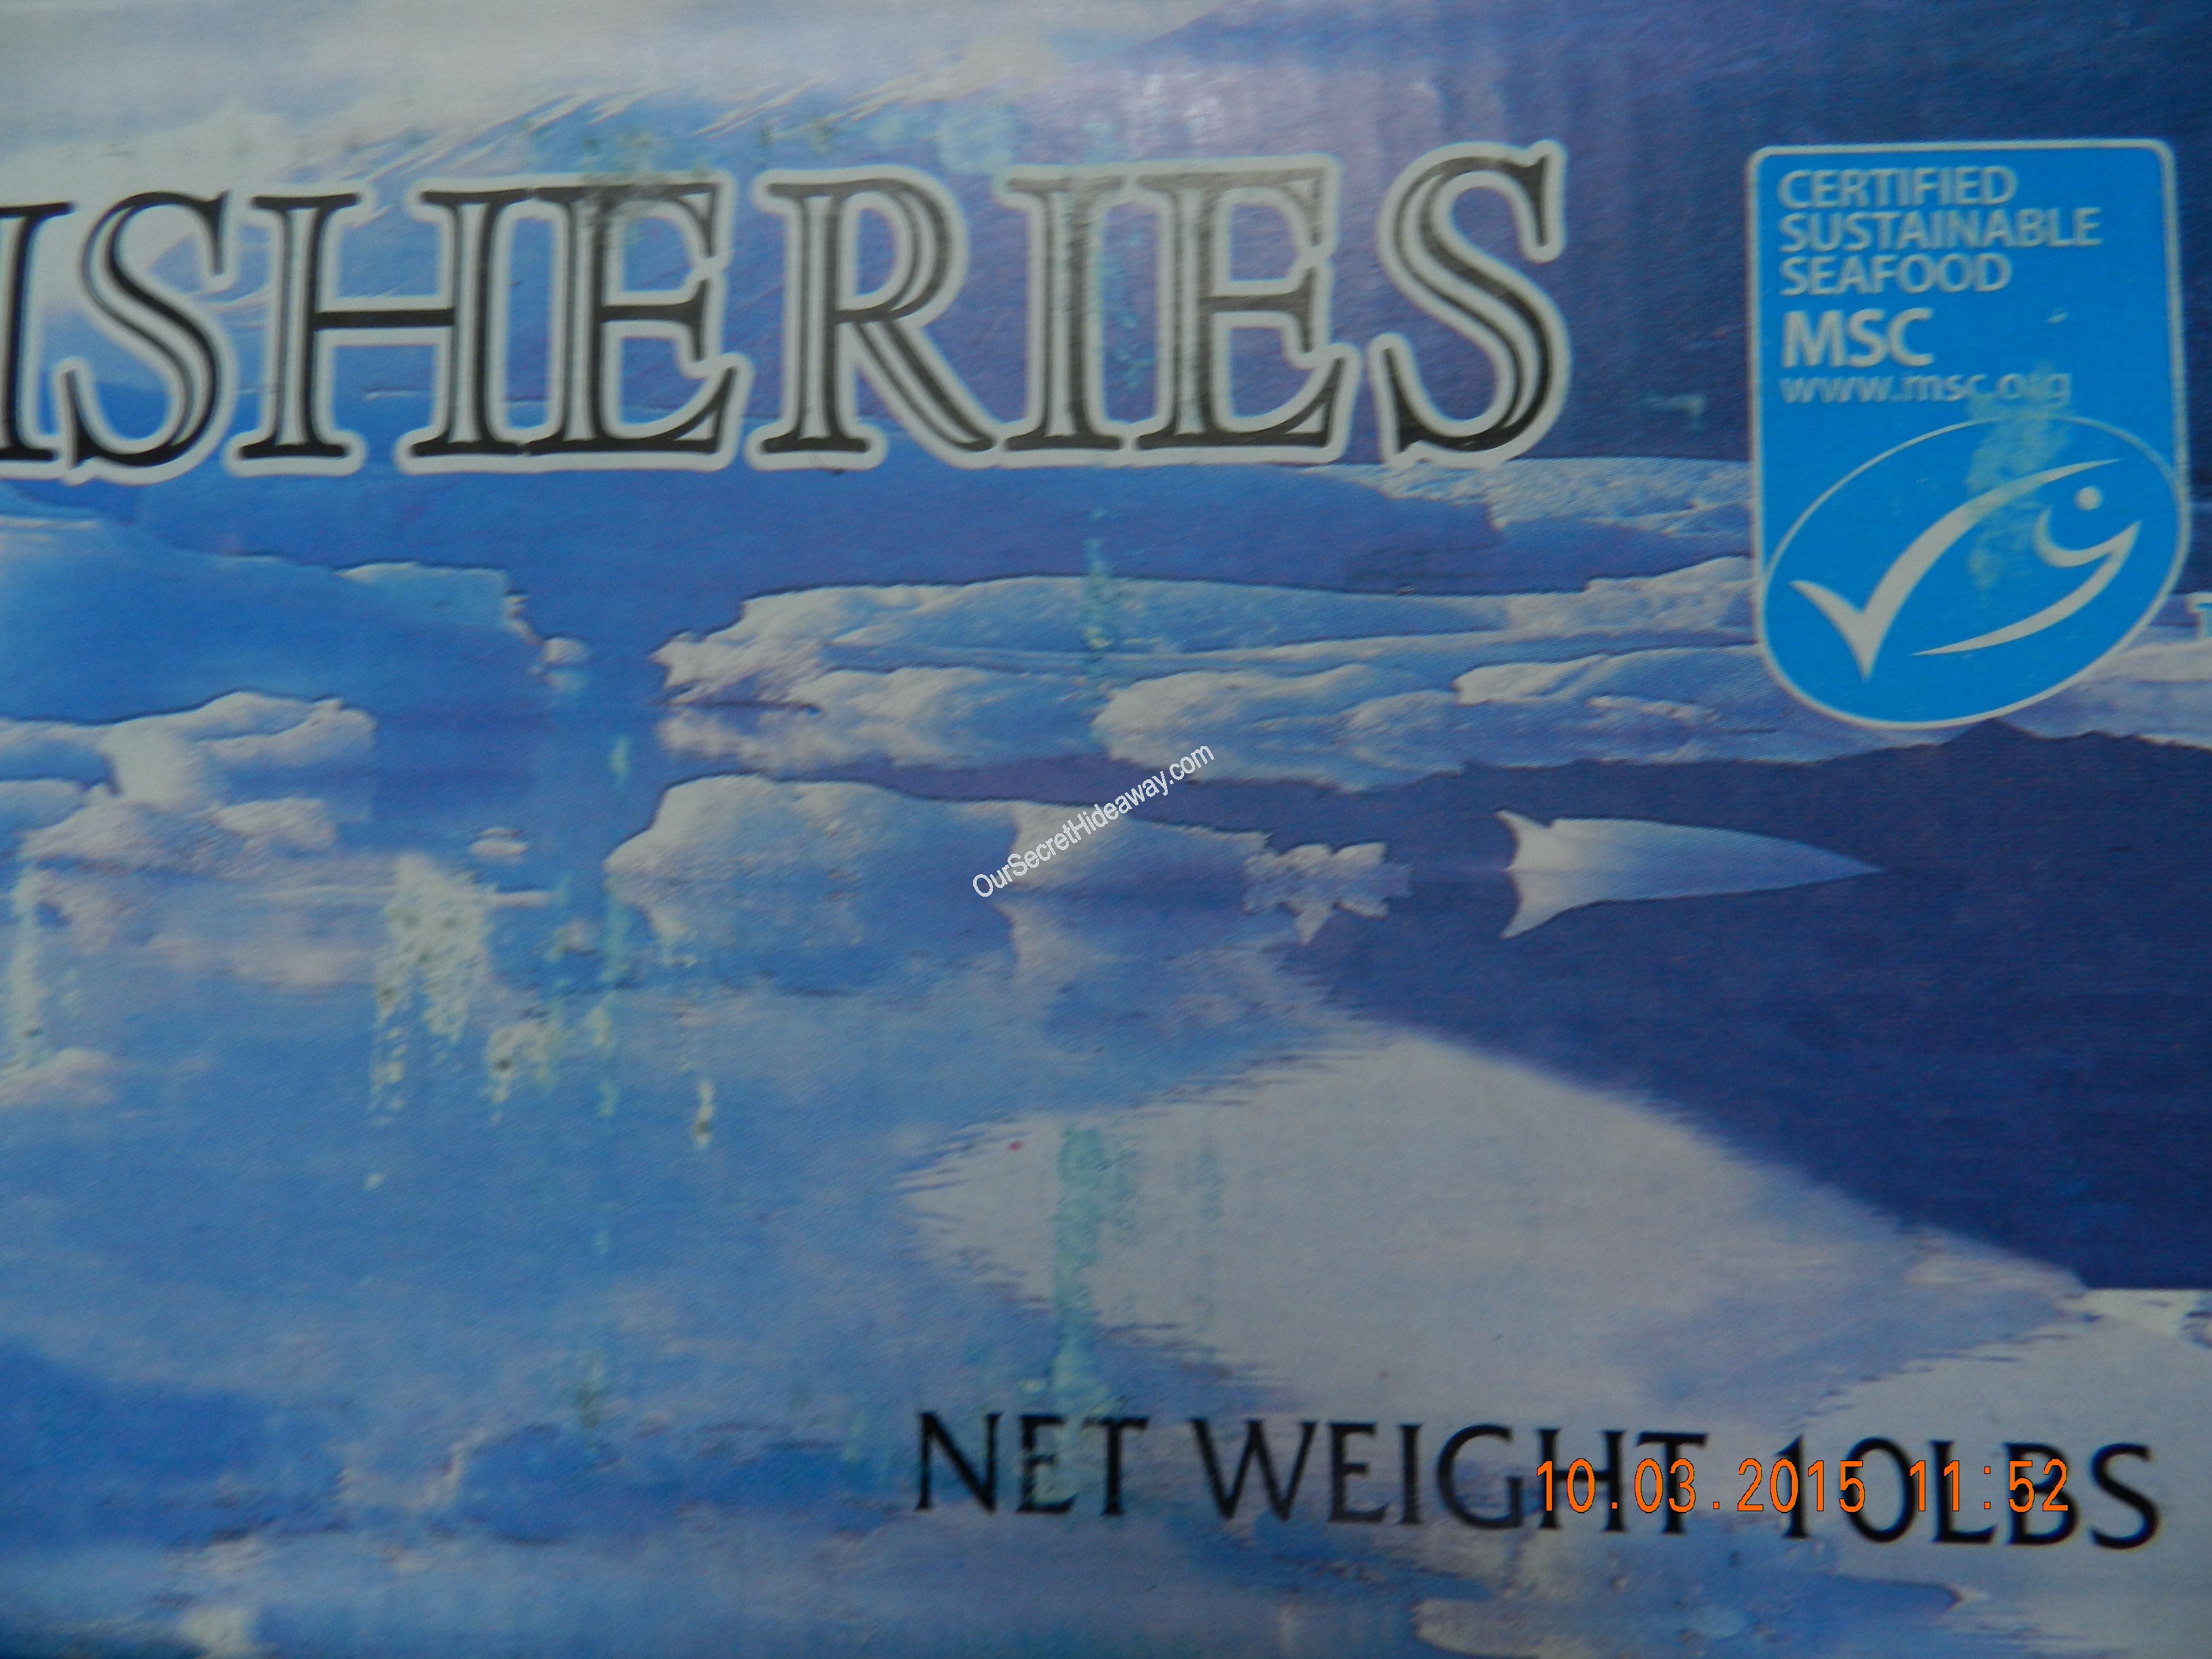 ISHERIES
CERTIFIED
SUSTAINABLE
SEAFOOD
MSC
www.msc.org
OurSecretHideaway.com
NET WEIGHT 10LBS
10.03.2015 11:52